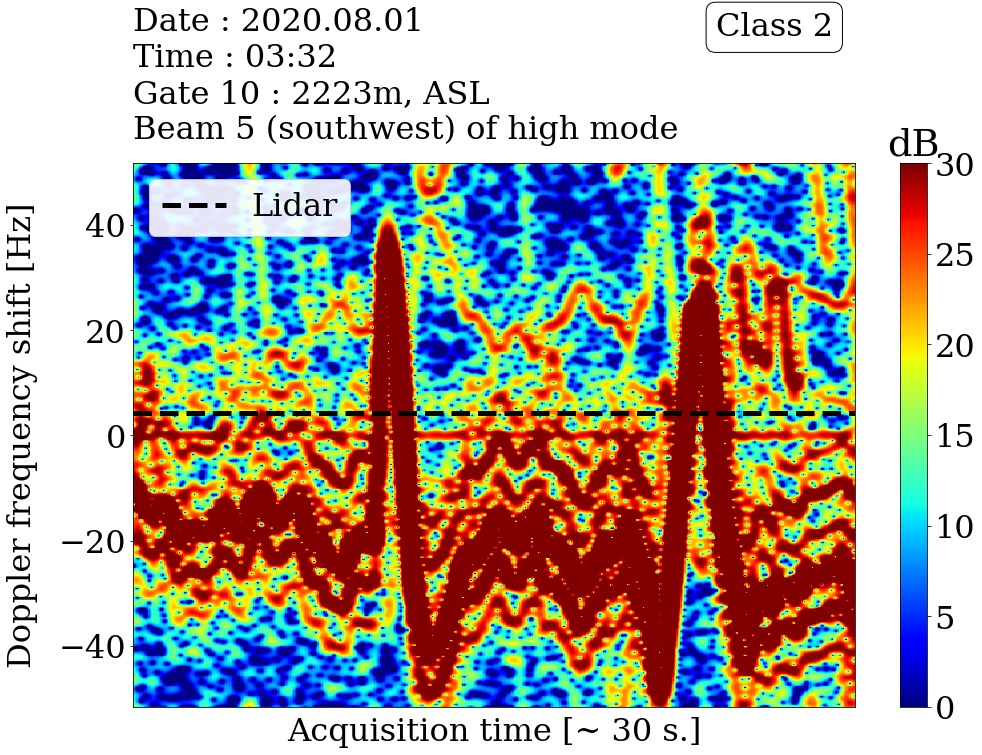 Date : 2020.08.01
Time : 03:32
Gate 10 : 2223m, ASL
Beam 5 (southwest) of high mode
Class 2
dB
Lidar
Doppler frequency shift [Hz]
40
20
0
−20
−40
Acquisition time [~ 30 s.]
30
25
20
15
10
5
0